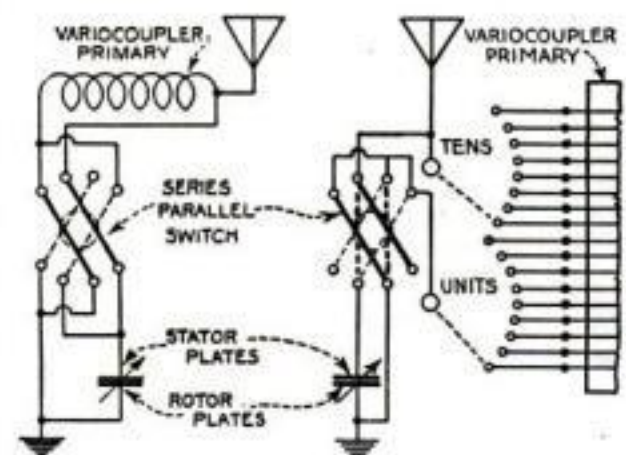 VARIOCOUPLER
PRIMARY
VARIOCOUPLER
PRIMARY
TENS
SERIES
PARALLEL
SWITCH
UNITS
STATOR
PLATES
ROTOR
PLATES